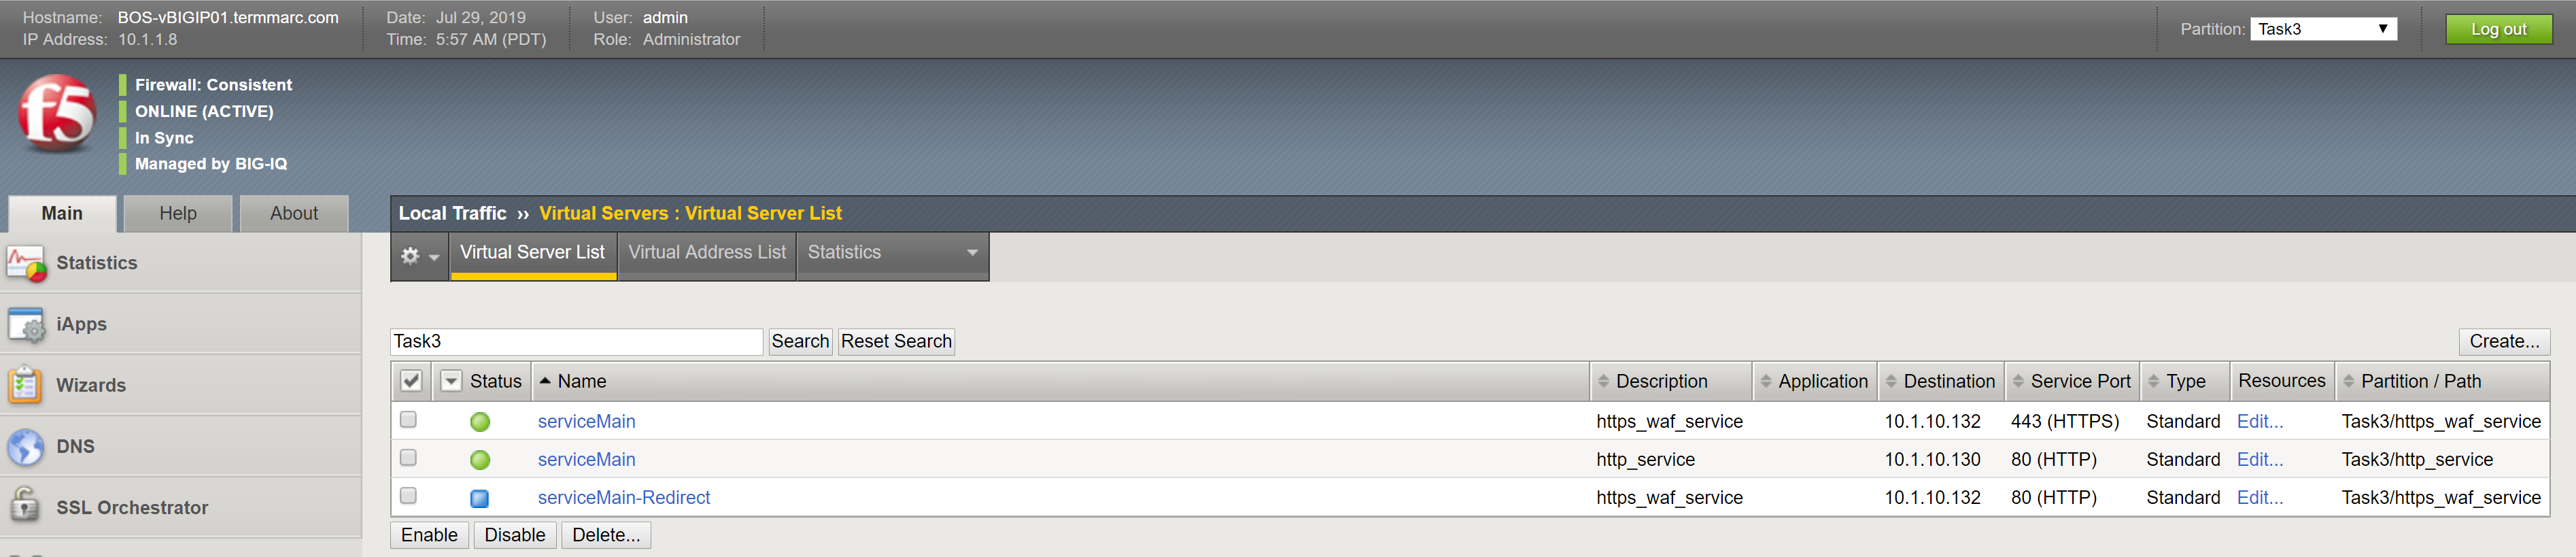 Hostname: BOS-vBIGIP01.termmarc.com Date: Jul 29, 2019 User: admin
IP Address: 10.1.1.8 Time: 5:57 AM (PDT) Role: Administrator
Partition: Task3 Log out
f5
Firewall: Consistent
ONLINE (ACTIVE)
In Sync
Managed by BIG-IQ
Main Help About
Local Traffic ›› Virtual Servers : Virtual Server List
Virtual Server List Virtual Address List Statistics
Statistics
iApps
Wizards
DNS
SSL Orchestrator
Task3 Search Reset Search Create...
Status Name Description Application Destination Service Port Type Resources Partition / Path
serviceMain https_waf_service 10.1.10.132 443 (HTTPS) Standard Edit... Task3/https_waf_service
serviceMain http_service 10.1.10.130 80 (HTTP) Standard Edit... Task3/http_service
serviceMain-Redirect https_waf_service 10.1.10.132 80 (HTTP) Standard Edit... Task3/https_waf_service
Enable Disable Delete...